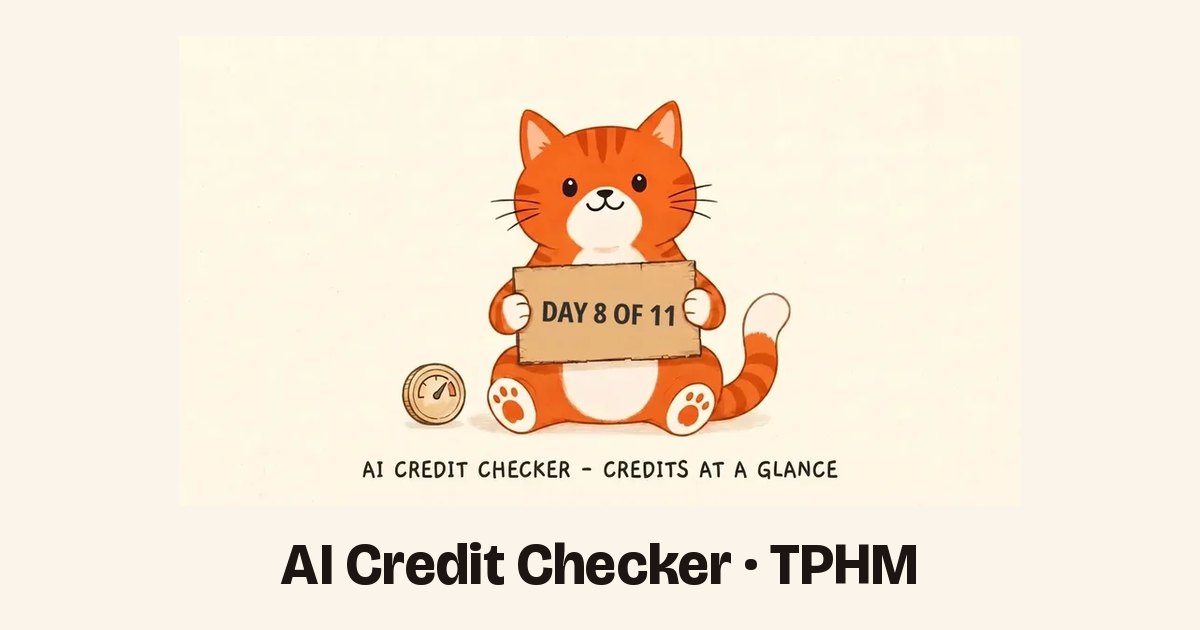 DAY 8 OF 11
AI CREDIT CHECKER - CREDITS AT A GLANCE
AI Credit Checker • TPHM